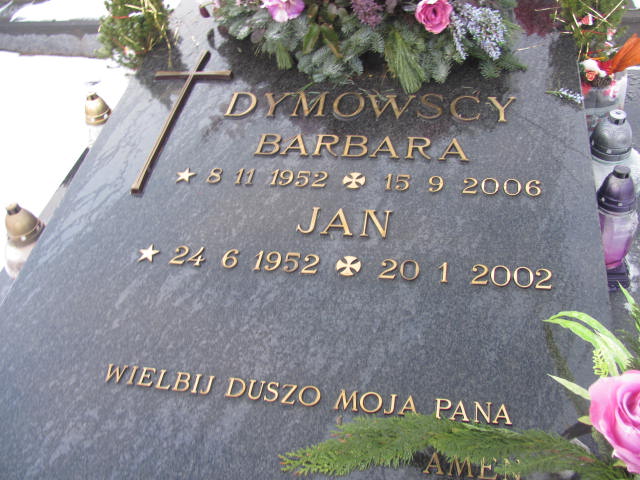 DYMOWSCY
BARBARA
8 11 1952 15 9 2006
JAN
24 6 1952 20 1 2002
WIELBIJ DUSZO MOJA PANA
AMEN